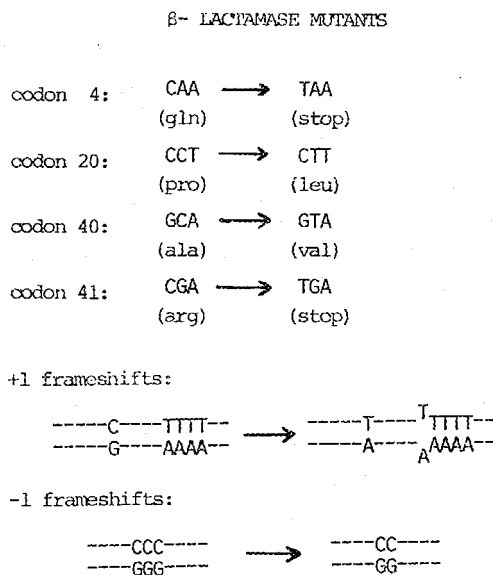 β- LACTAMASE MUTANTS
codon 4: CAA ⟶ TAA
(gln) (stop)
codon 20: CCT ⟶ CTT
(pro) (leu)
codon 40: GCA ⟶ GTA
(ala) (val)
codon 41: CGA ⟶ TGA
(arg) (stop)
+1 frameshifts:
-----C----TTTT-- ⟶ -----T----TTTTT--
-----G----AAAA-- -----A----AAAAA--
-1 frameshifts:
----CCC----- ⟶ ----CC----
----GGG----- ----GG----